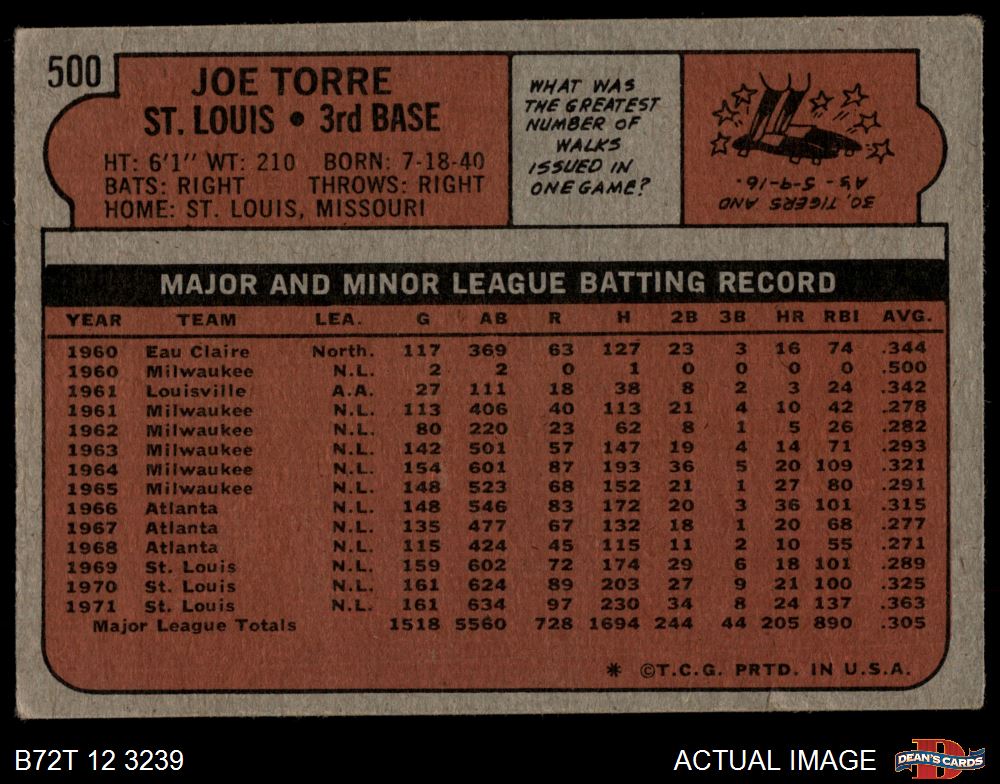 500
JOE TORRE
ST. LOUIS • 3rd BASE
HT: 6'1" WT: 210 BORN: 7-18-40
BATS: RIGHT THROWS: RIGHT
HOME: ST. LOUIS, MISSOURI
WHAT WAS
THE GREATEST
NUMBER OF
WALKS
ISSUED IN
ONE GAME?
30, TIGERS AND
A's - 5-9-16.
MAJOR AND MINOR LEAGUE BATTING RECORD
YEAR TEAM LEA. G AB R H 2B 3B HR RBI AVG.
1960 Eau Claire North. 117 369 63 127 23 3 16 74 .344
1960 Milwaukee N.L. 2 2 0 1 0 0 0 0 .500
1961 Louisville A.A. 27 111 18 38 8 2 3 24 .342
1961 Milwaukee N.L. 113 406 40 113 21 4 10 42 .278
1962 Milwaukee N.L. 80 220 23 62 8 1 5 26 .282
1963 Milwaukee N.L. 142 501 57 147 19 4 14 71 .293
1964 Milwaukee N.L. 154 601 87 193 36 5 20 109 .321
1965 Milwaukee N.L. 148 523 68 152 21 1 27 80 .291
1966 Atlanta N.L. 148 546 83 172 20 3 36 101 .315
1967 Atlanta N.L. 135 477 67 132 18 1 20 68 .277
1968 Atlanta N.L. 115 424 45 115 11 2 10 55 .271
1969 St. Louis N.L. 159 602 72 174 29 6 18 101 .289
1970 St. Louis N.L. 161 624 89 203 27 9 21 100 .325
1971 St. Louis N.L. 161 634 97 230 34 8 24 137 .363
Major League Totals 1518 5560 728 1694 244 44 205 890 .305
* ©T.C.G. PRTD. IN U.S.A.
B72T 12 3239
ACTUAL IMAGE
D
DEAN'S CARDS